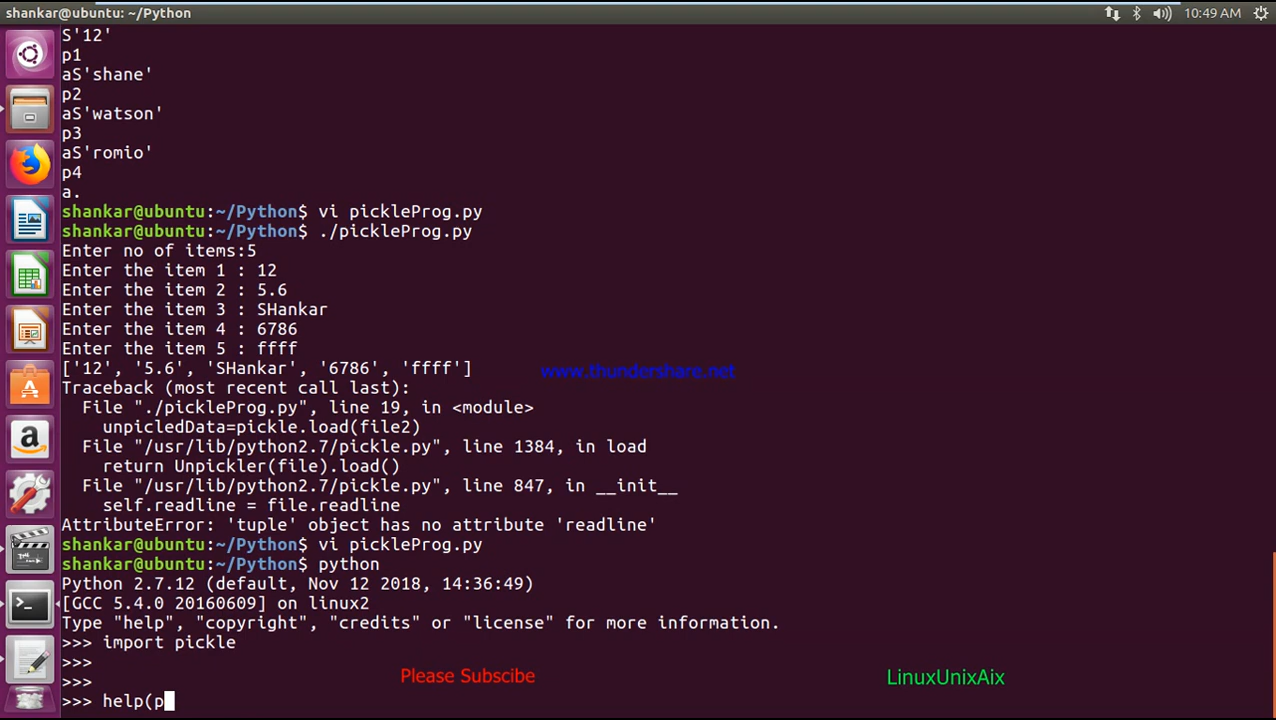 shankar@ubuntu: ~/Python
10:49 AM
S'12'
p1
aS'shane'
p2
aS'watson'
p3
aS'romio'
p4
a.
shankar@ubuntu:~/Python$ vi pickleProg.py
shankar@ubuntu:~/Python$ ./pickleProg.py
Enter no of items:5
Enter the item 1 : 12
Enter the item 2 : 5.6
Enter the item 3 : SHankar
Enter the item 4 : 6786
Enter the item 5 : ffff
['12', '5.6', 'SHankar', '6786', 'ffff']
www.thundershare.net
Traceback (most recent call last):
  File "./pickleProg.py", line 19, in <module>
    unpicledData=pickle.load(file2)
  File "/usr/lib/python2.7/pickle.py", line 1384, in load
    return Unpickler(file).load()
  File "/usr/lib/python2.7/pickle.py", line 847, in __init__
    self.readline = file.readline
AttributeError: 'tuple' object has no attribute 'readline'
shankar@ubuntu:~/Python$ vi pickleProg.py
shankar@ubuntu:~/Python$ python
Python 2.7.12 (default, Nov 12 2018, 14:36:49)
[GCC 5.4.0 20160609] on linux2
Type "help", "copyright", "credits" or "license" for more information.
>>> import pickle
>>>
>>>
Please Subscibe
LinuxUnixAix
>>> help(p